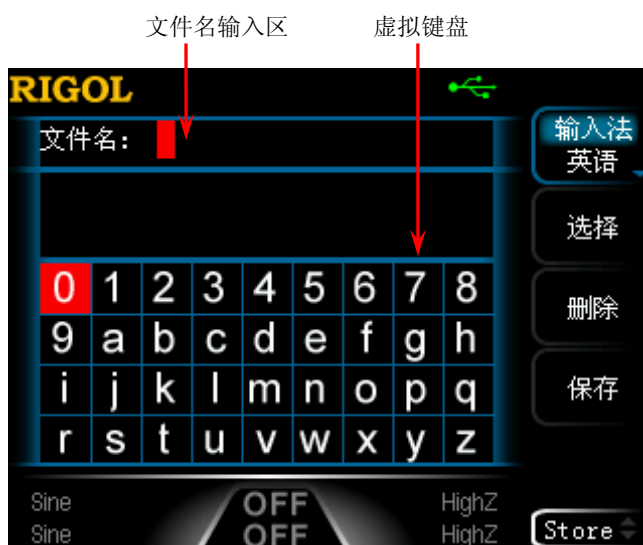 文件名输入区 虚拟键盘
RIGOL
文件名：
输入法
英语
选择
删除
保存
0 1 2 3 4 5 6 7 8
9 a b c d e f g h
i j k l m n o p q
r s t u v w x y z
Sine OFF HighZ
Sine OFF HighZ
Store